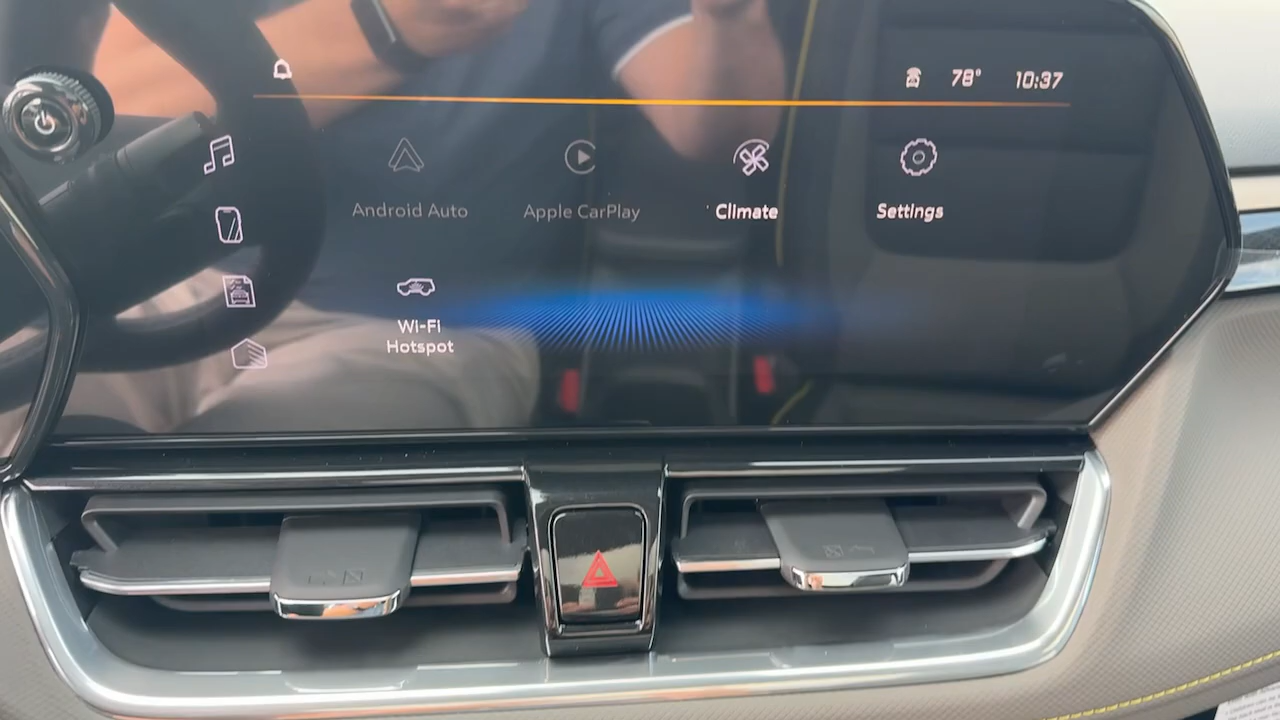 78° 10:37
Android Auto
Apple CarPlay
Climate
Settings
Wi-Fi
Hotspot